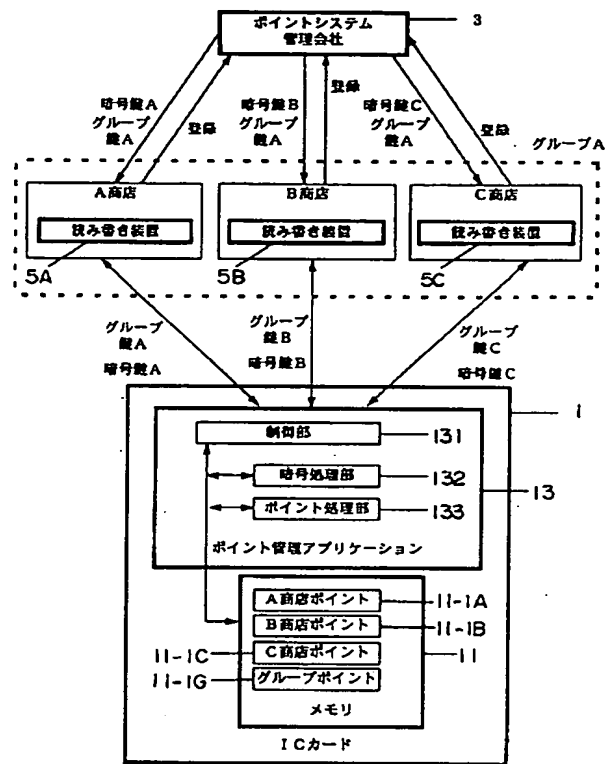 ポイントシステム
管理会社
3
暗号鍵A
グループ
鍵A
登録
暗号鍵B
グループ
鍵A
登録
暗号鍵C
グループ
鍵A
登録
グループA
A商店
読み書き装置
5A
B商店
読み書き装置
5B
C商店
読み書き装置
5C
グループ
鍵A
暗号鍵A
グループ
鍵B
暗号鍵B
グループ
鍵C
暗号鍵C
1
制御部
131
暗号処理部
132
13
ポイント処理部
133
ポイント管理アプリケーション
A商店ポイント
11-1A
B商店ポイント
11-1B
11-1C
C商店ポイント
11
11-1G
グループポイント
メモリ
ICカード